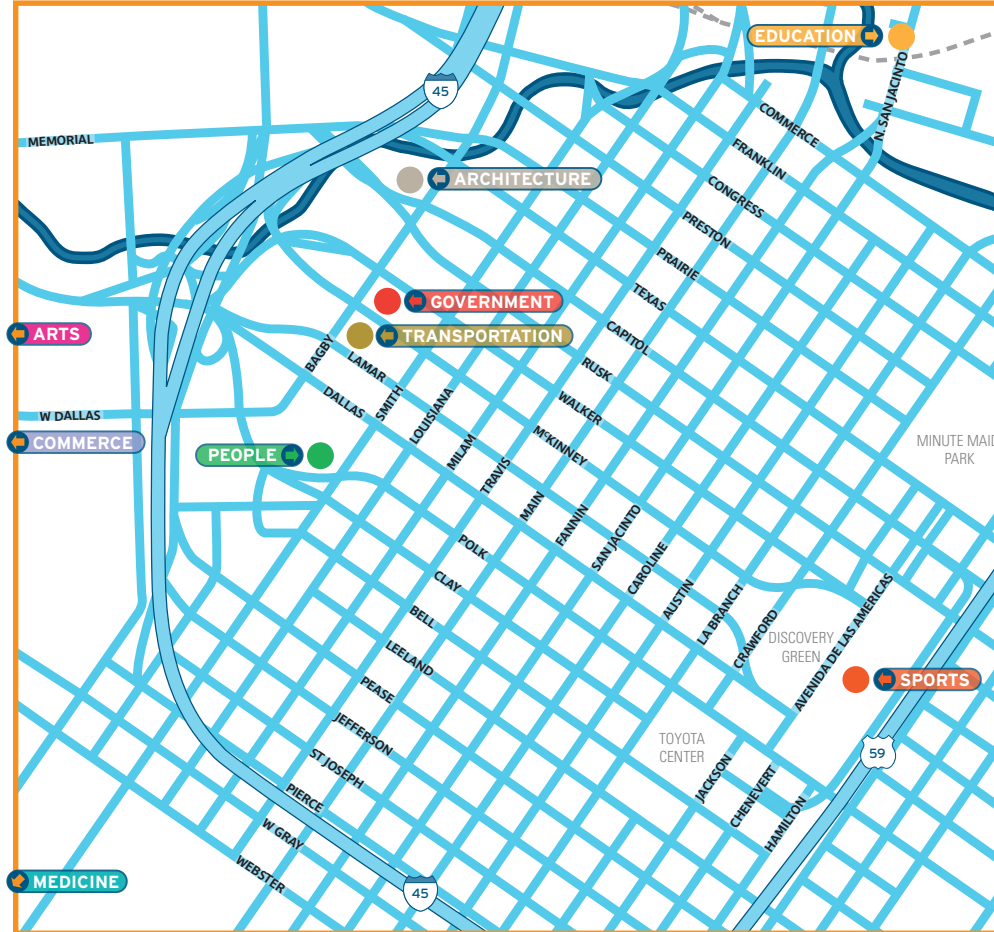 EDUCATION
N. SAN JACINTO
45
MEMORIAL
COMMERCE
FRANKLIN
ARCHITECTURE
CONGRESS
PRESTON
PRAIRIE
GOVERNMENT
TEXAS
ARTS
TRANSPORTATION
CAPITOL
BAGBY
LAMAR
RUSK
DALLAS
SMITH
W DALLAS
LOUISIANA
WALKER
COMMERCE
PEOPLE
MILAM
McKINNEY
MINUTE MAID
PARK
TRAVIS
MAIN
FANNIN
SAN JACINTO
POLK
CAROLINE
CLAY
AUSTIN
BELL
LA BRANCH
CRAWFORD
DISCOVERY
GREEN
AVENIDA DE LAS AMERICAS
LEELAND
SPORTS
PEASE
JEFFERSON
TOYOTA
CENTER
59
ST JOSEPH
JACKSON
CHENEVERT
PIERCE
HAMILTON
W GRAY
WEBSTER
MEDICINE
45